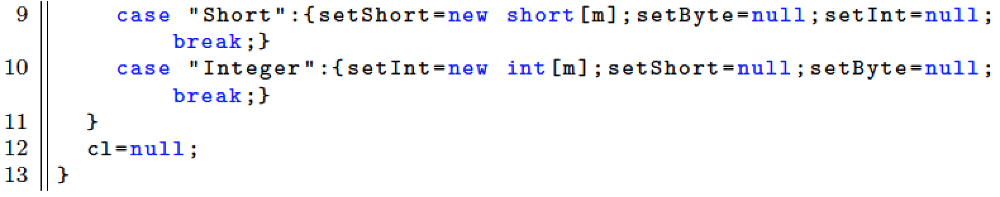 9 case "Short":{setShort=new short[m];setByte=null;setInt=null;
break;}
10 case "Integer":{setInt=new int[m];setShort=null;setByte=null;
break;}
11 }
12 cl=null;
13 }